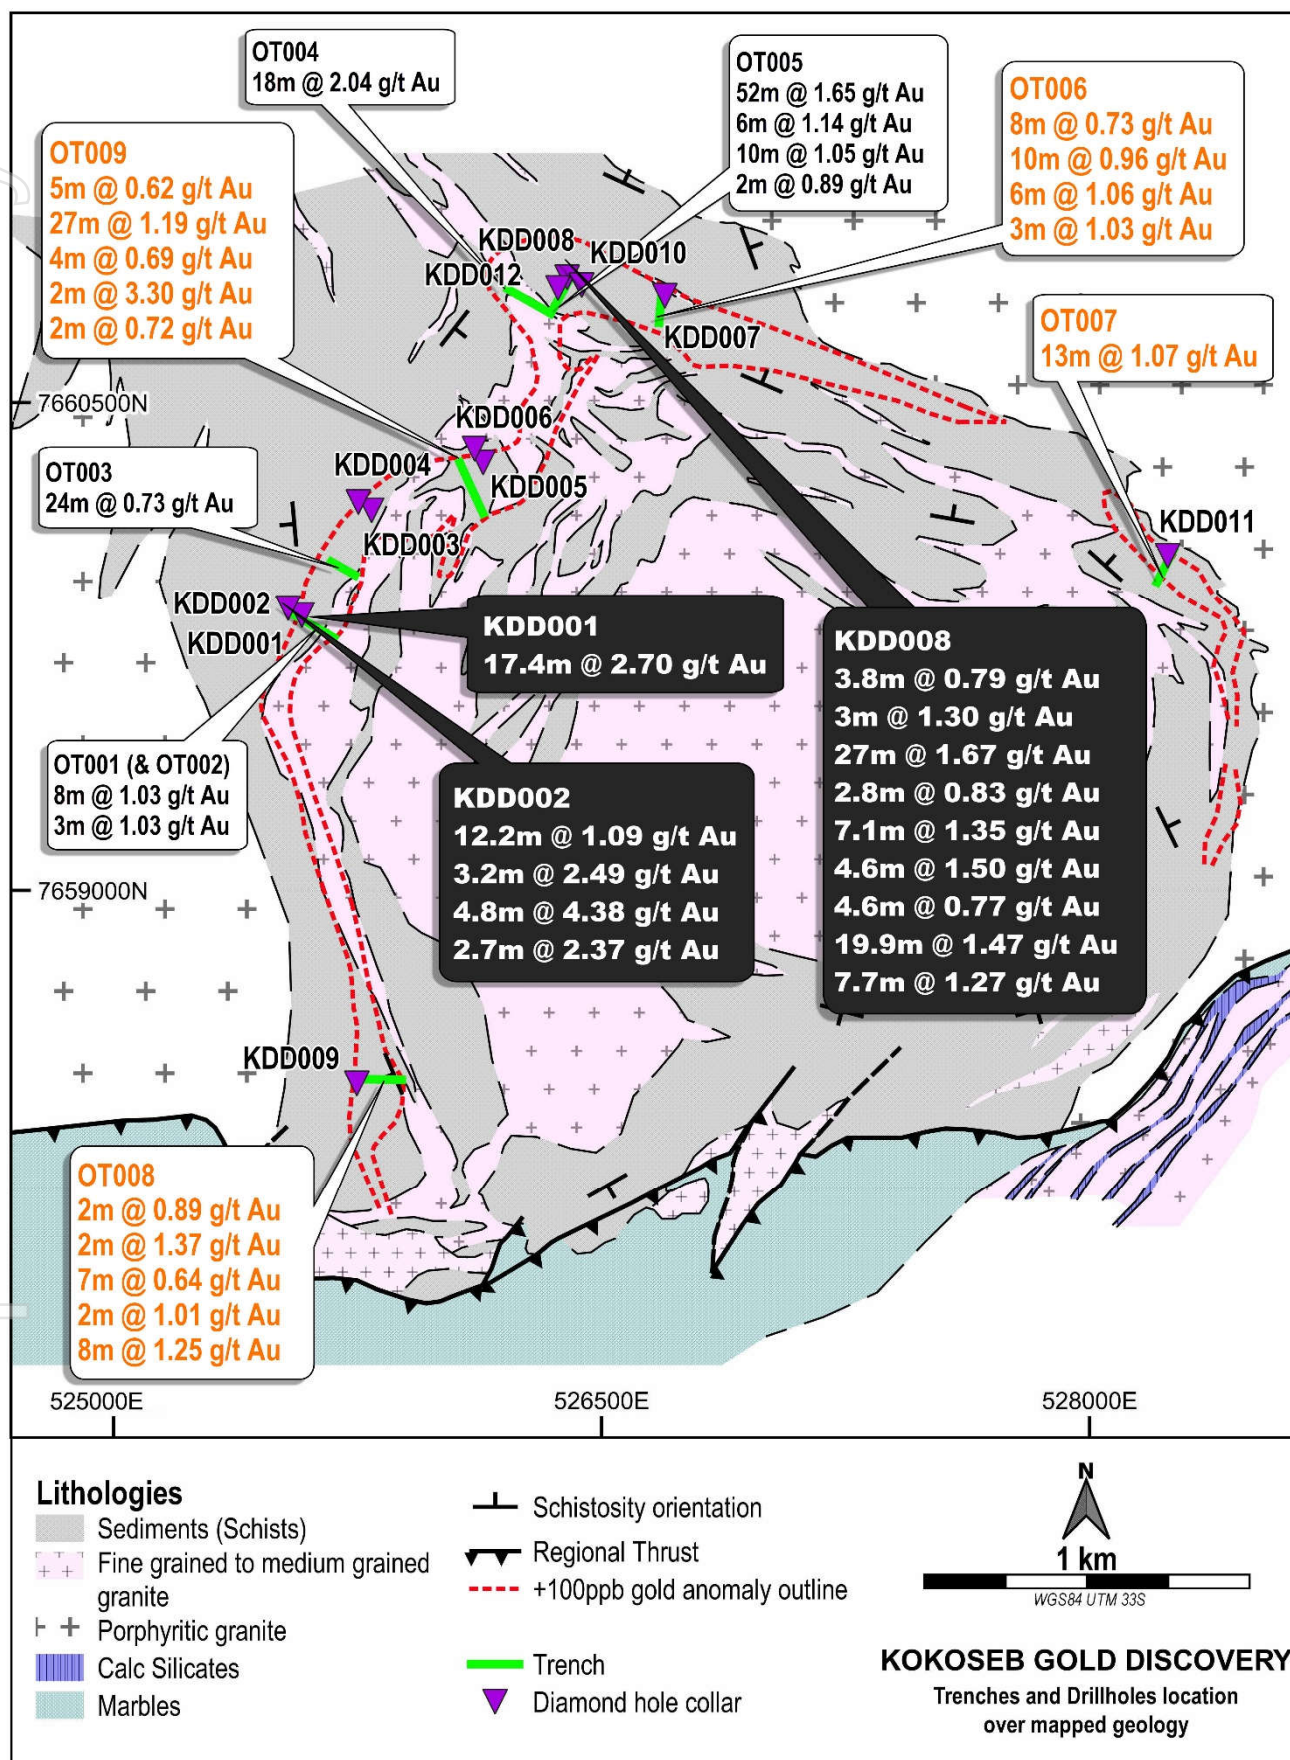 OT004
18m @ 2.04 g/t Au
OT005
52m @ 1.65 g/t Au
6m @ 1.14 g/t Au
10m @ 1.05 g/t Au
2m @ 0.89 g/t Au
OT006
8m @ 0.73 g/t Au
10m @ 0.96 g/t Au
6m @ 1.06 g/t Au
3m @ 1.03 g/t Au
OT009
5m @ 0.62 g/t Au
27m @ 1.19 g/t Au
4m @ 0.69 g/t Au
2m @ 3.30 g/t Au
2m @ 0.72 g/t Au
KDD008
KDD010
KDD012
KDD007
OT007
13m @ 1.07 g/t Au
7660500N
KDD006
KDD004
KDD005
OT003
24m @ 0.73 g/t Au
KDD003
KDD011
KDD002
KDD001
KDD001
17.4m @ 2.70 g/t Au
KDD008
3.8m @ 0.79 g/t Au
3m @ 1.30 g/t Au
27m @ 1.67 g/t Au
2.8m @ 0.83 g/t Au
7.1m @ 1.35 g/t Au
4.6m @ 1.50 g/t Au
4.6m @ 0.77 g/t Au
19.9m @ 1.47 g/t Au
7.7m @ 1.27 g/t Au
OT001 (& OT002)
8m @ 1.03 g/t Au
3m @ 1.03 g/t Au
KDD002
12.2m @ 1.09 g/t Au
3.2m @ 2.49 g/t Au
4.8m @ 4.38 g/t Au
2.7m @ 2.37 g/t Au
7659000N
KDD009
OT008
2m @ 0.89 g/t Au
2m @ 1.37 g/t Au
7m @ 0.64 g/t Au
2m @ 1.01 g/t Au
8m @ 1.25 g/t Au
525000E
526500E
528000E
Lithologies
Sediments (Schists)
Fine grained to medium grained
granite
Porphyritic granite
Calc Silicates
Marbles
Schistosity orientation
Regional Thrust
+100ppb gold anomaly outline
Trench
Diamond hole collar
N
1 km
WGS84 UTM 33S
KOKOSEB GOLD DISCOVERY
Trenches and Drillholes location
over mapped geology